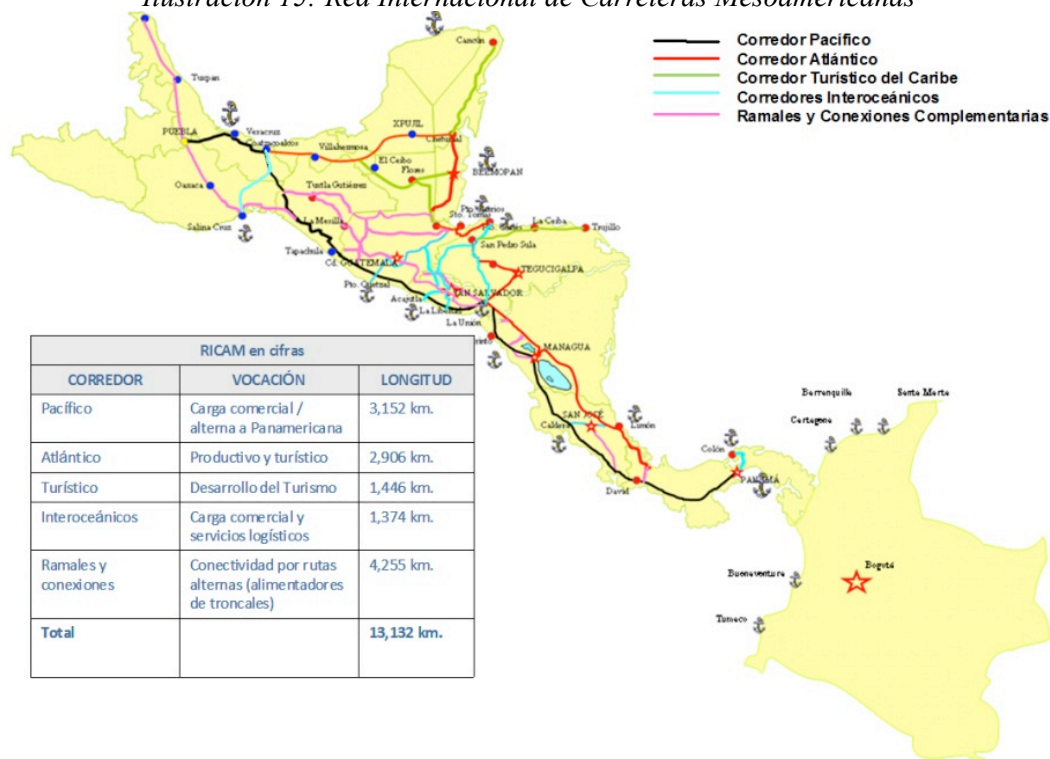 Ilustración 15: Red Internacional de Carreteras Mesoamericanas
Corredor Pacífico
Corredor Atlántico
Corredor Turístico del Caribe
Corredores Interoceánicos
Ramales y Conexiones Complementarias
Cancún
Tuxpan
PUEBLA
Veracruz
Coatzacoalcos
Villahermosa
XPUJIL
Chetumal
El Ceibo
Flores
BELMOPAN
Oaxaca
Tuxtla Gutiérrez
Salina Cruz
La Mesilla
Sto. Tomás
La Ceiba
Trujillo
San Pedro Sula
Tapachula
Cd. GUATEMALA
TEGUCIGALPA
Pto. Quetzal
Acajutla
SAN SALVADOR
La Libertad
La Unión
MANAGUA
SAN JOSÉ
Caldera
Limón
Colón
David
PANAMÁ
Barranquilla
Santa Marta
Cartagena
Buenaventura
Bogotá
Tumaco
RICAM en cifras
CORREDOR VOCACIÓN LONGITUD
Pacífico Carga comercial / 3,152 km.
alterna a Panamericana
Atlántico Productivo y turístico 2,906 km.
Turístico Desarrollo del Turismo 1,446 km.
Interoceánicos Carga comercial y 1,374 km.
servicios logísticos
Ramales y Conectividad por rutas 4,255 km.
conexiones alternas (alimentadores
de troncales)
Total 13,132 km.